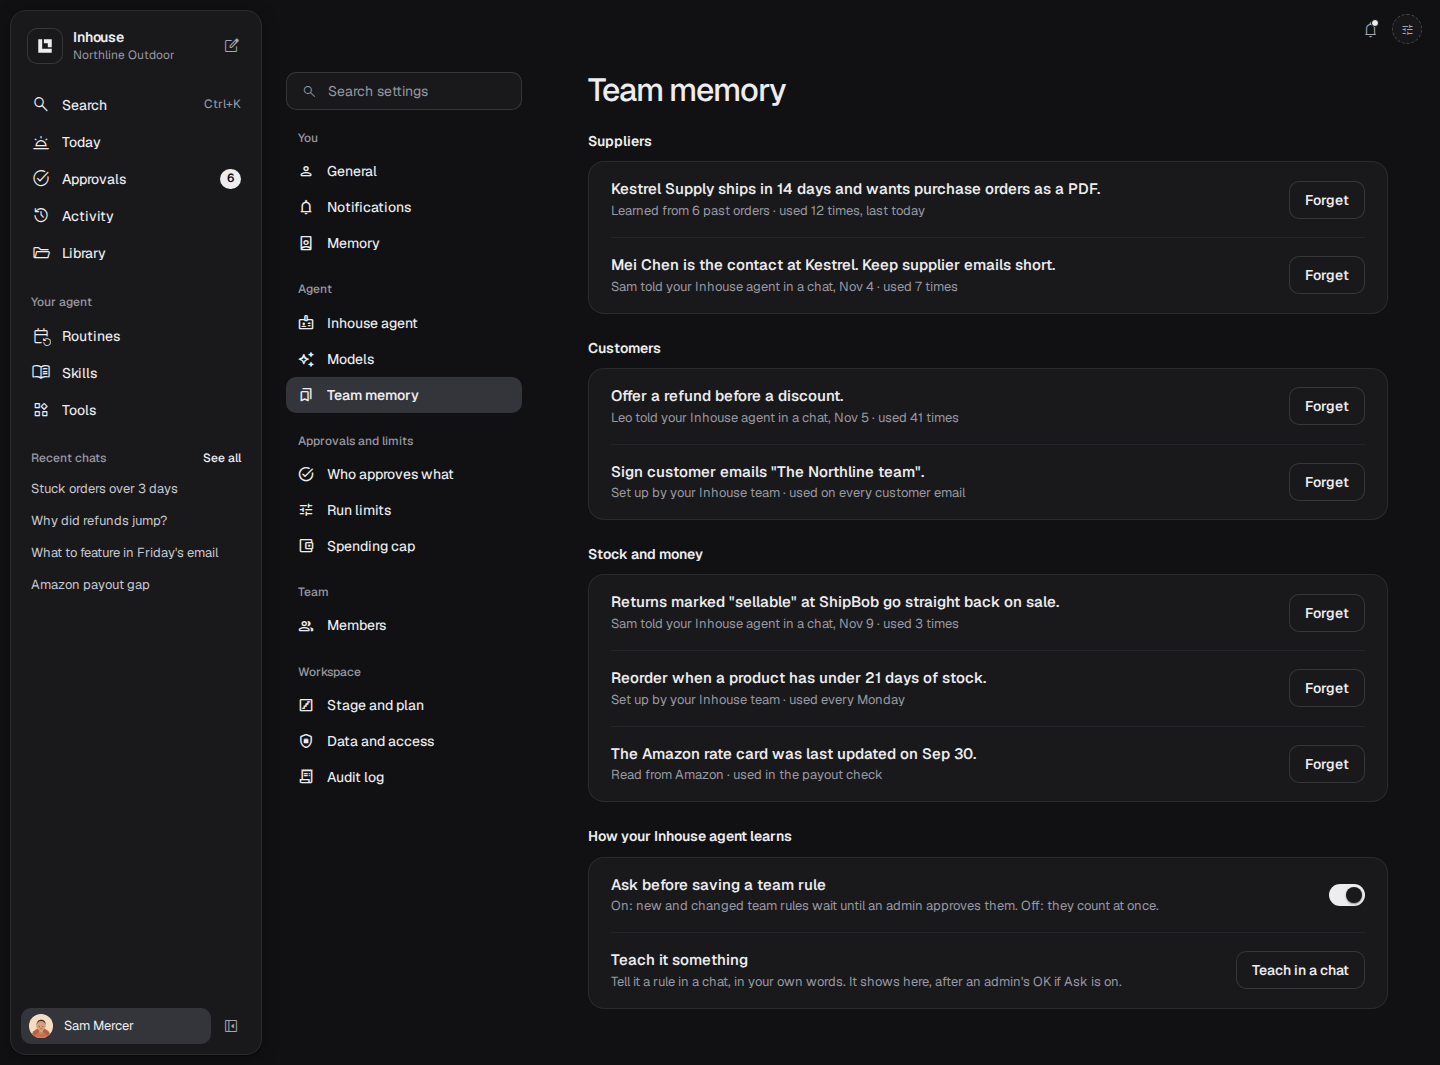 Inhouse
Northline Outdoor
Search Ctrl+K
Today
Approvals 6
Activity
Library
Your agent
Routines
Skills
Tools
Recent chats See all
Stuck orders over 3 days
Why did refunds jump?
What to feature in Friday's email
Amazon payout gap
Sam Mercer
Search settings
You
General
Notifications
Memory
Agent
Inhouse agent
Models
Team memory
Approvals and limits
Who approves what
Run limits
Spending cap
Team
Members
Workspace
Stage and plan
Data and access
Audit log
Team memory
Suppliers
Kestrel Supply ships in 14 days and wants purchase orders as a PDF.
Learned from 6 past orders · used 12 times, last today
Forget
Mei Chen is the contact at Kestrel. Keep supplier emails short.
Sam told your Inhouse agent in a chat, Nov 4 · used 7 times
Forget
Customers
Offer a refund before a discount.
Leo told your Inhouse agent in a chat, Nov 5 · used 41 times
Forget
Sign customer emails "The Northline team".
Set up by your Inhouse team · used on every customer email
Forget
Stock and money
Returns marked "sellable" at ShipBob go straight back on sale.
Sam told your Inhouse agent in a chat, Nov 9 · used 3 times
Forget
Reorder when a product has under 21 days of stock.
Set up by your Inhouse team · used every Monday
Forget
The Amazon rate card was last updated on Sep 30.
Read from Amazon · used in the payout check
Forget
How your Inhouse agent learns
Ask before saving a team rule
On: new and changed team rules wait until an admin approves them. Off: they count at once.
Teach it something
Tell it a rule in a chat, in your own words. It shows here, after an admin's OK if Ask is on.
Teach in a chat